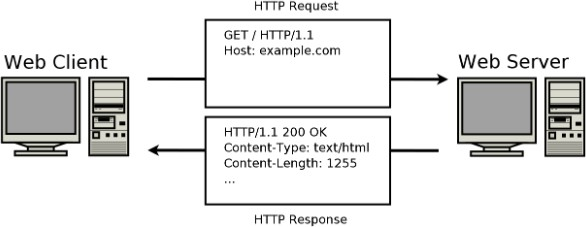 HTTP Request
GET / HTTP/1.1
Host: example.com
Web Client
Web Server
HTTP/1.1 200 OK
Content-Type: text/html
Content-Length: 1255
...
HTTP Response